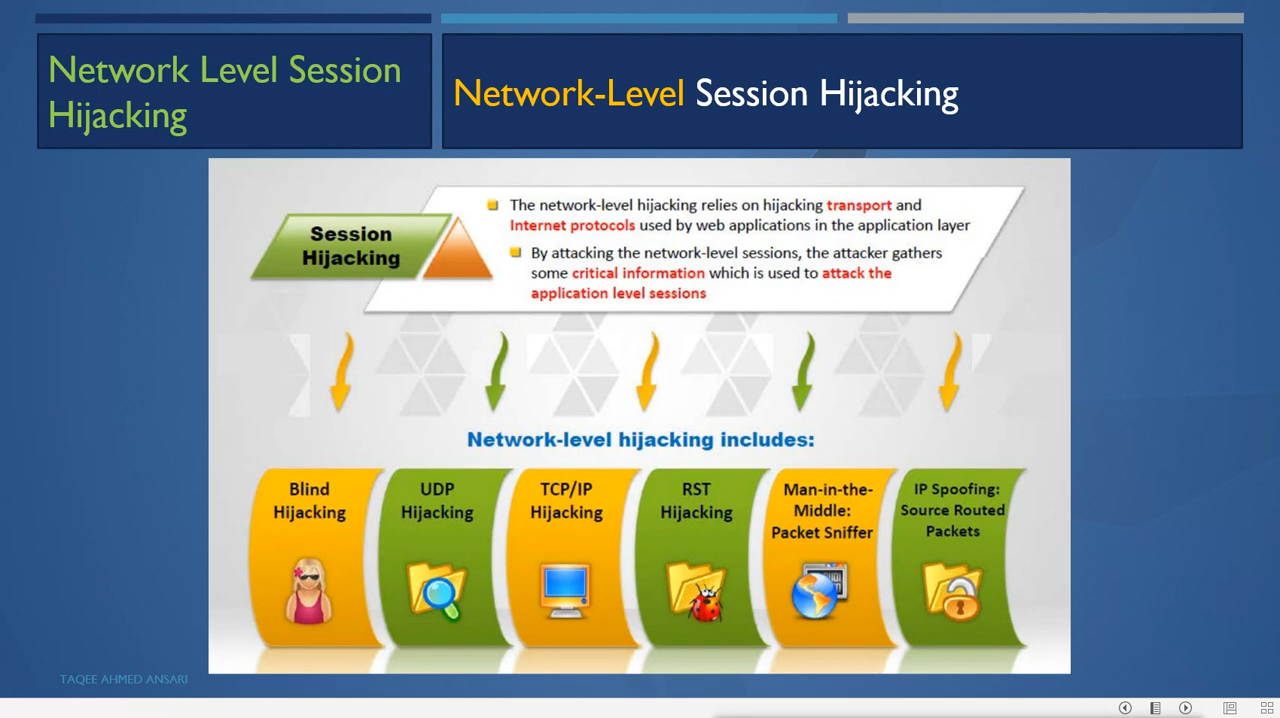 Network Level Session
Hijacking
Network-Level Session Hijacking
Session
Hijacking
The network-level hijacking relies on hijacking transport and
Internet protocols used by web applications in the application layer
By attacking the network-level sessions, the attacker gathers
some critical information which is used to attack the
application level sessions
Network-level hijacking includes:
Blind
Hijacking
UDP
Hijacking
TCP/IP
Hijacking
RST
Hijacking
Man-in-the-
Middle:
Packet Sniffer
IP Spoofing:
Source Routed
Packets
TAQEE AHMED ANSARI